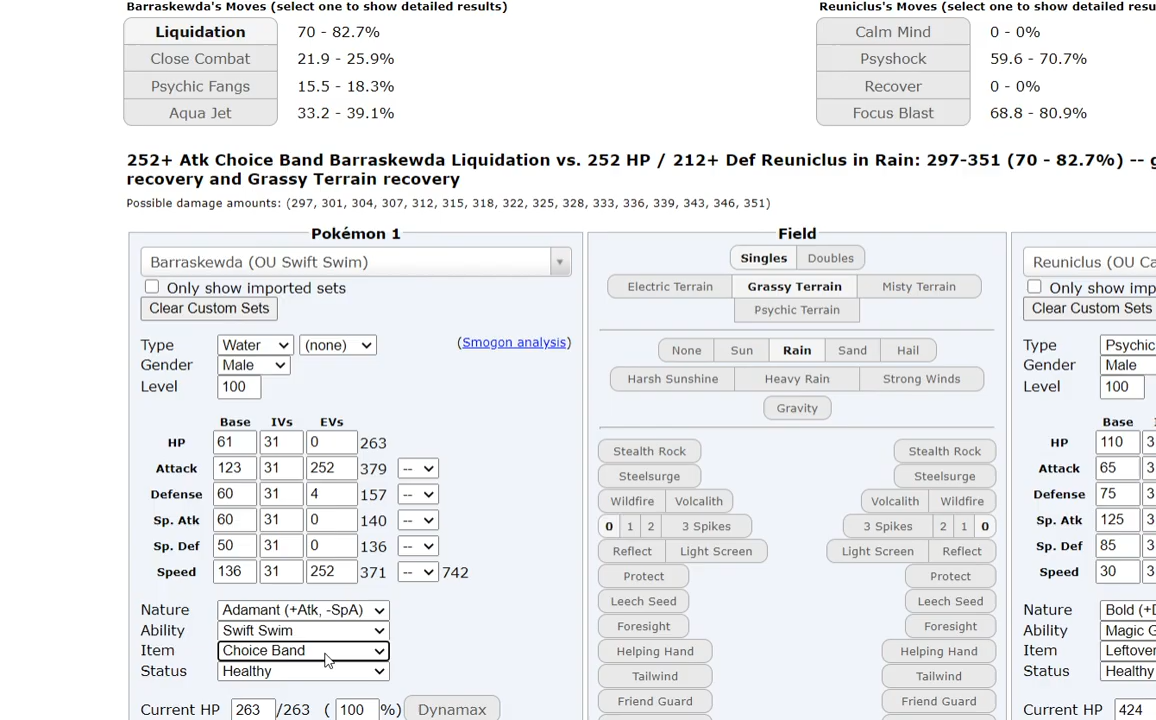 Barraskewda's Moves (select one to show detailed results)
Reuniclus's Moves (select one to show detailed resu
Liquidation 70 - 82.7%
Calm Mind 0 - 0%
Close Combat 21.9 - 25.9%
Psyshock 59.6 - 70.7%
Psychic Fangs 15.5 - 18.3%
Recover 0 - 0%
Aqua Jet 33.2 - 39.1%
Focus Blast 68.8 - 80.9%
252+ Atk Choice Band Barraskewda Liquidation vs. 252 HP / 212+ Def Reuniclus in Rain: 297-351 (70 - 82.7%) -- g
recovery and Grassy Terrain recovery
Possible damage amounts: (297, 301, 304, 307, 312, 315, 318, 322, 325, 328, 333, 336, 339, 343, 346, 351)
Pokémon 1
Barraskewda (OU Swift Swim)
Only show imported sets
Clear Custom Sets
Type Water (none) (Smogon analysis)
Gender Male
Level 100
Base IVs EVs
HP 61 31 0 263
Attack 123 31 252 379 --
Defense 60 31 4 157 --
Sp. Atk 60 31 0 140 --
Sp. Def 50 31 0 136 --
Speed 136 31 252 371 -- 742
Nature Adamant (+Atk, -SpA)
Ability Swift Swim
Item Choice Band
Status Healthy
Current HP 263 /263 ( 100 %) Dynamax
Field
Singles Doubles
Electric Terrain Grassy Terrain Misty Terrain
Psychic Terrain
None Sun Rain Sand Hail
Harsh Sunshine Heavy Rain Strong Winds
Gravity
Stealth Rock Stealth Rock
Steelsurge Steelsurge
Wildfire Volcalith Volcalith Wildfire
0 1 2 3 Spikes 3 Spikes 2 1 0
Reflect Light Screen Light Screen Reflect
Protect Protect
Leech Seed Leech Seed
Foresight Foresight
Helping Hand Helping Hand
Tailwind Tailwind
Friend Guard Friend Guard
Reuniclus (OU Ca
Only show imp
Clear Custom Sets
Type Psychic
Gender Male
Level 100
Base
HP 110 3
Attack 65 3
Defense 75 3
Sp. Atk 125 3
Sp. Def 85 3
Speed 30 3
Nature Bold (+D
Ability Magic G
Item Leftover
Status Healthy
Current HP 424